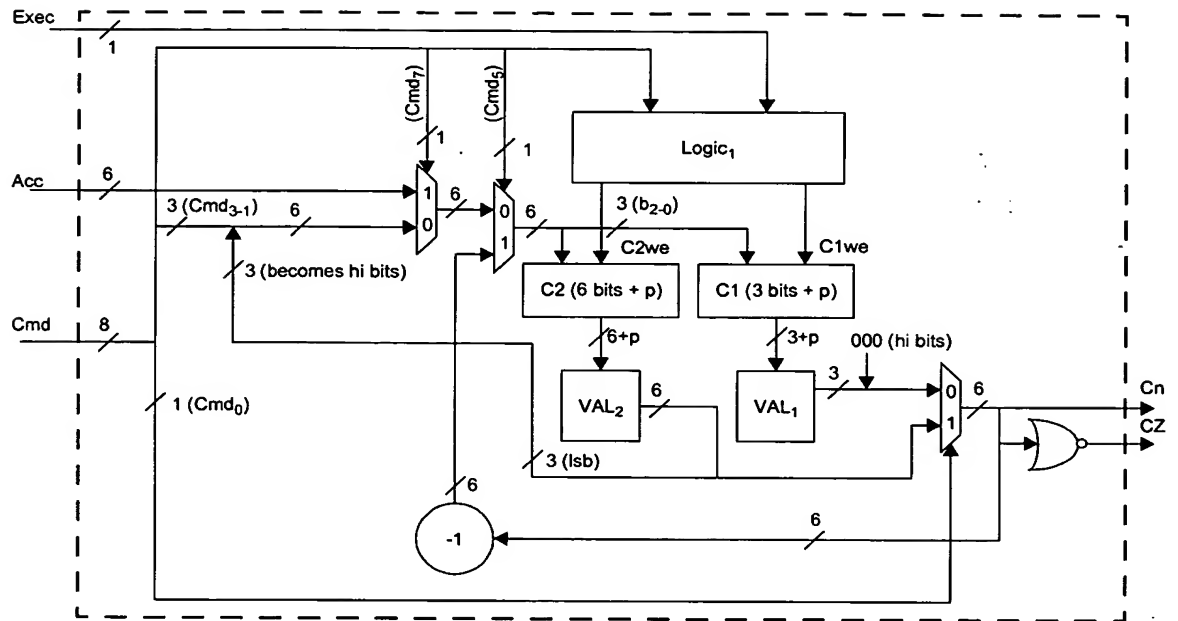 Exec
1
(Cmd7)
(Cmd5)
1
1
Logic1
Acc
6
1
0
6
0
1
6
3 (b2-0)
3 (Cmd3-1)
6
C2we
C1we
3 (becomes hi bits)
C2 (6 bits + p)
C1 (3 bits + p)
Cmd
8
6+p
3+p
000 (hi bits)
1 (Cmd0)
VAL2
6
VAL1
3
0
1
6
Cn
CZ
3 (lsb)
6
-1
6